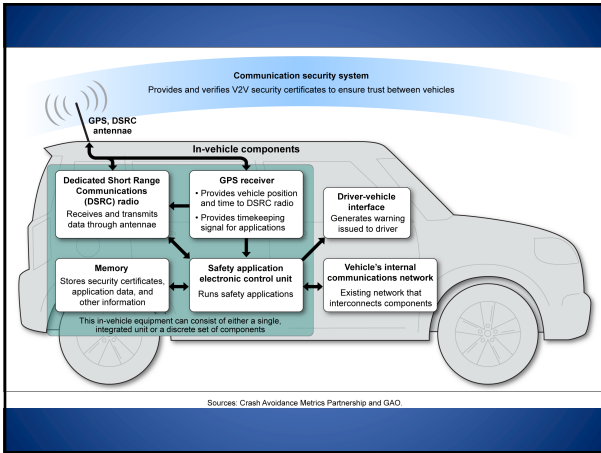 Communication security system
Provides and verifies V2V security certificates to ensure trust between vehicles
GPS, DSRC
antennae
In-vehicle components
Dedicated Short Range
Communications
(DSRC) radio
Receives and transmits
data through antennae
GPS receiver
• Provides vehicle position
and time to DSRC radio
• Provides timekeeping
signal for applications
Driver-vehicle
interface
Generates warning
issued to driver
Memory
Stores security certificates,
application data, and
other information
Safety application
electronic control unit
Runs safety applications
Vehicle's internal
communications network
Existing network that
interconnects components
This in-vehicle equipment can consist of either a single,
integrated unit or a discrete set of components
Sources: Crash Avoidance Metrics Partnership and GAO.